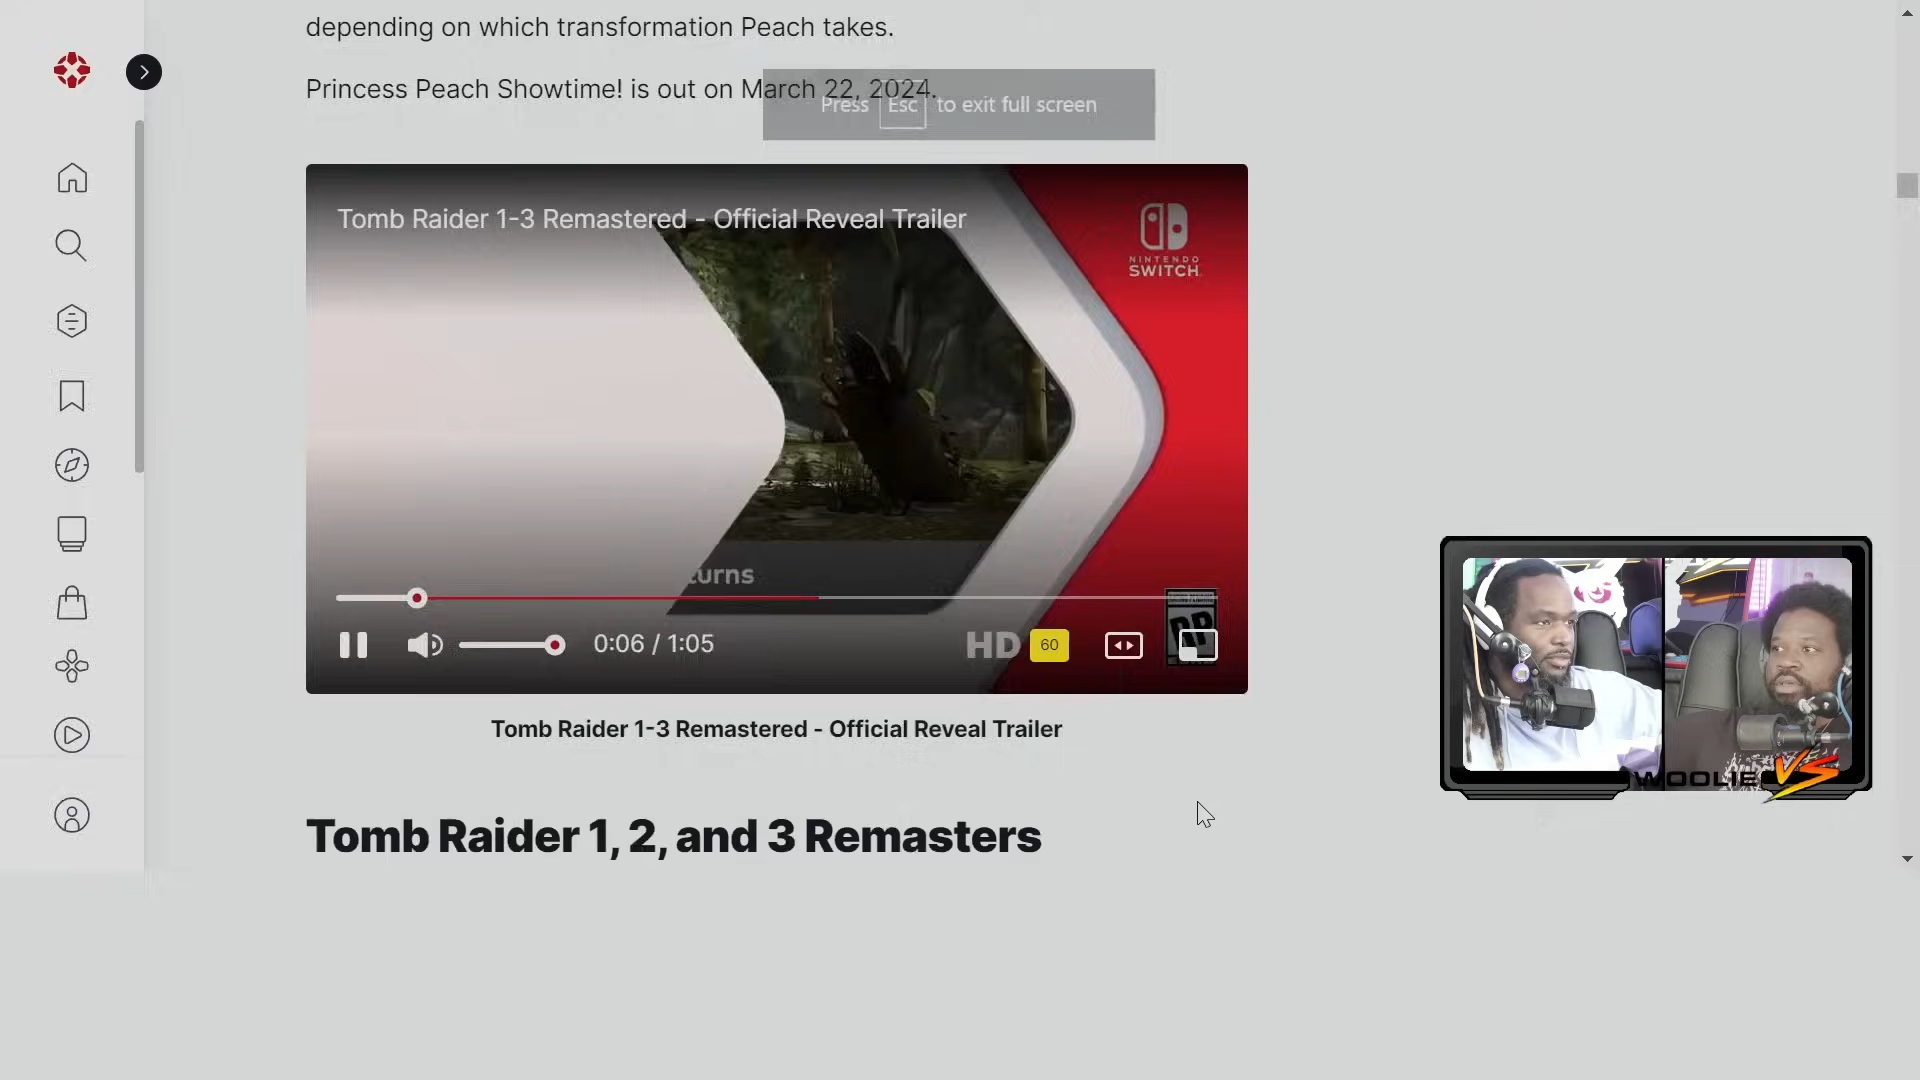 depending on which transformation Peach takes.
Princess Peach Showtime! is out on March 22, 2024.
Press Esc to exit full screen
Tomb Raider 1-3 Remastered - Official Reveal Trailer
NINTENDO
SWITCH
turns
0:06 / 1:05
HD 60
RP
Tomb Raider 1-3 Remastered - Official Reveal Trailer
WOOLIE VS
Tomb Raider 1, 2, and 3 Remasters